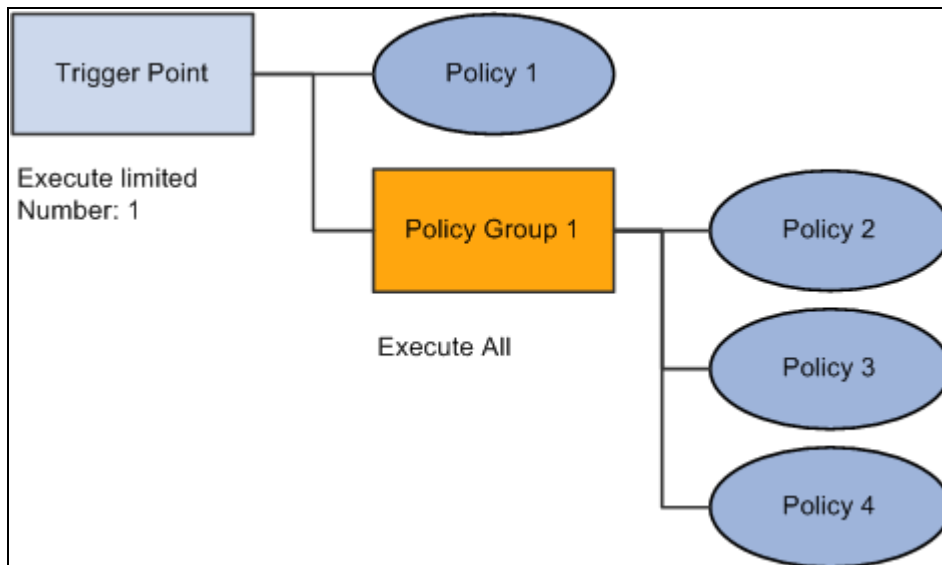 Trigger Point
Policy 1
Execute limited
Number: 1
Policy Group 1
Policy 2
Execute All
Policy 3
Policy 4